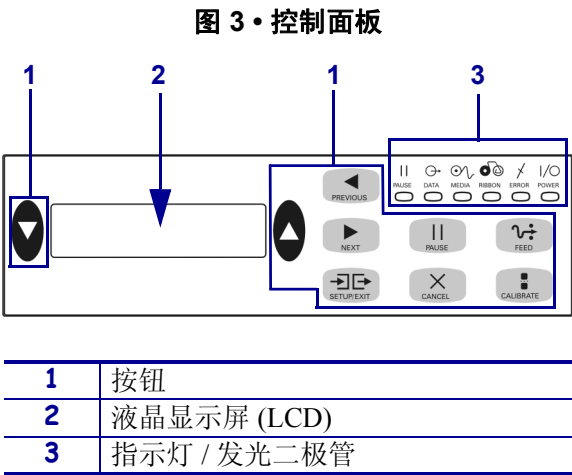 图 3 • 控制面板
1 2 1 3
PAUSE DATA MEDIA RIBBON ERROR POWER
PREVIOUS
NEXT PAUSE FEED
SETUP/EXIT CANCEL CALIBRATE
1 按钮
2 液晶显示屏 (LCD)
3 指示灯 / 发光二极管